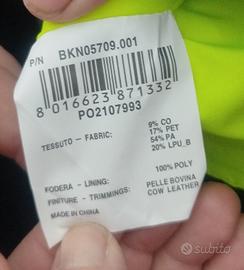 P/N BKN05709.001
8 016623 871332
PO2107993
TESSUTO - FABRIC: 9% CO
17% PET
54% PA
20% LPU_B
FODERA - LINING: 100% POLY
FINITURE - TRIMMINGS: PELLE BOVINA
COW LEATHER
MADE IN CHINA
subito